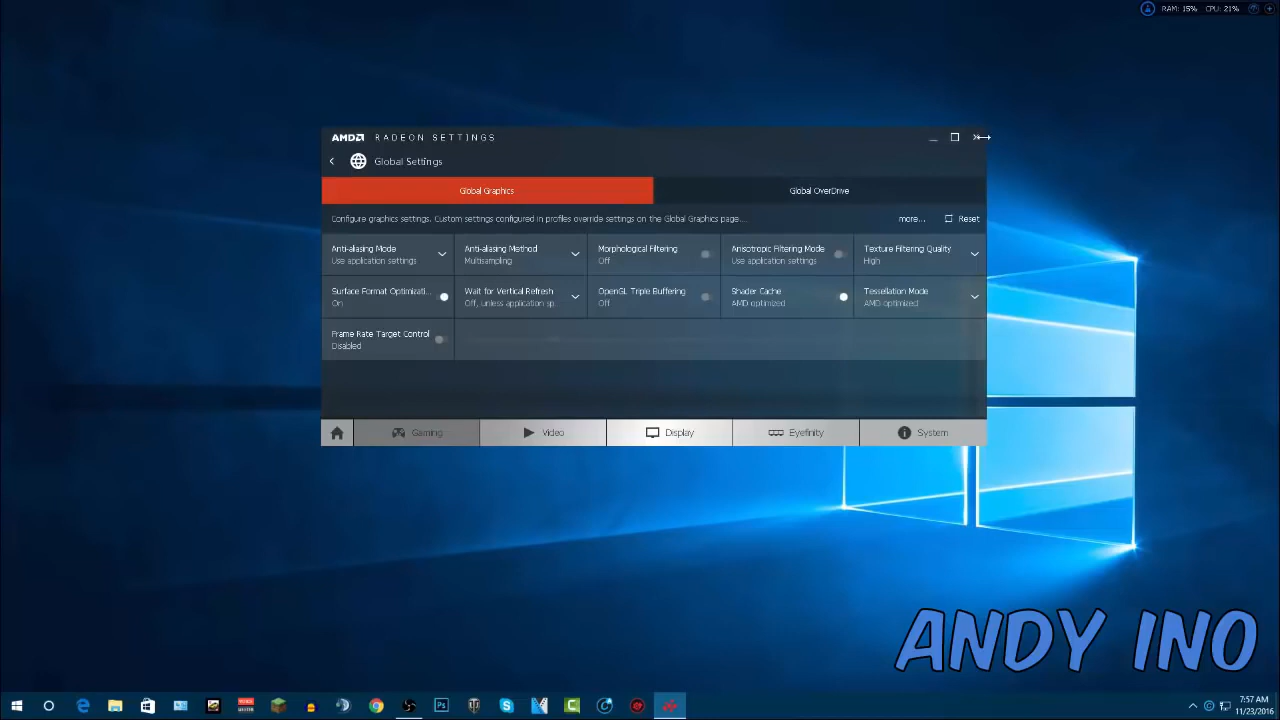 RAM: 15% CPU: 21%
AMD RADEON SETTINGS
Global Settings
Global Graphics
Global OverDrive
Configure graphics settings. Custom settings configured in profiles override settings on the Global Graphics page....
more...
Reset
Anti-aliasing Mode
Use application settings
Anti-aliasing Method
Multisampling
Morphological Filtering
Off
Anisotropic Filtering Mode
Use application settings
Texture Filtering Quality
High
Surface Format Optimizati...
On
Wait for Vertical Refresh
Off, unless application sp...
OpenGL Triple Buffering
Off
Shader Cache
AMD optimized
Tessellation Mode
AMD optimized
Frame Rate Target Control
Disabled
Gaming
Video
Display
Eyefinity
System
ANDY INO
7:57 AM
11/23/2016